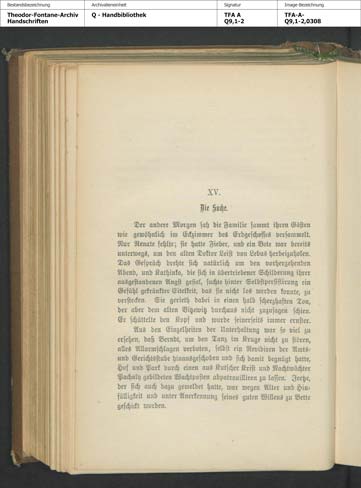 Bestandsbezeichnung
Archivalieneinheit
Signatur
Image-Bezeichnung
Theodor-Fontane-Archiv
Handschriften
Q - Handbibliothek
TFA A
Q9,1-2
TFA-A-
Q9,1-2,0308
XV.
Die Suche.
Der andere Morgen sah die Familie sammt ihren Gästen
wie gewöhnlich im Eckzimmer des Erdgeschosses versammelt.
Nur Renate fehlte; sie hatte Fieber, und ein Bote war bereits
unterwegs, um den alten Doktor Leist von Lebus herbeizuholen.
Das Gespräch drehte sich natürlich um den vorhergehenden
Abend, und Kathinka, die sich in übertriebener Schilderung ihrer
ausgestandenen Angst gefiel, suchte hinter Selbstpersifflirung ein
Gefühl gekränkter Eitelkeit, das sie nicht los werden konnte, zu
verstecken. Sie gerieth dabei in einen halb scherzhaften Ton,
der aber dem alten Vitzewitz durchaus nicht zuzusagen schien.
Er schüttelte den Kopf und wurde seinerseits immer ernster.
Aus den Einzelheiten der Unterhaltung war so viel zu
ersehen, daß Berndt, um den Tanz im Kruge nicht zu stören,
alles Allarmschlagen verboten, selbst ein Revidiren der Amts-
und Gerichtsstube hinausgeschoben und sich damit begnügt hatte,
Hof und Park durch einen aus Kutscher Krist und Nachtwächter
Pachaly gebildeten Wachtposten abpatrouilliren zu lassen. Jeetze,
der sich auch dazu gemeldet hatte, war wegen Alter und Hin-
fälligkeit und unter Anerkennung seines guten Willens zu Bette
geschickt worden.